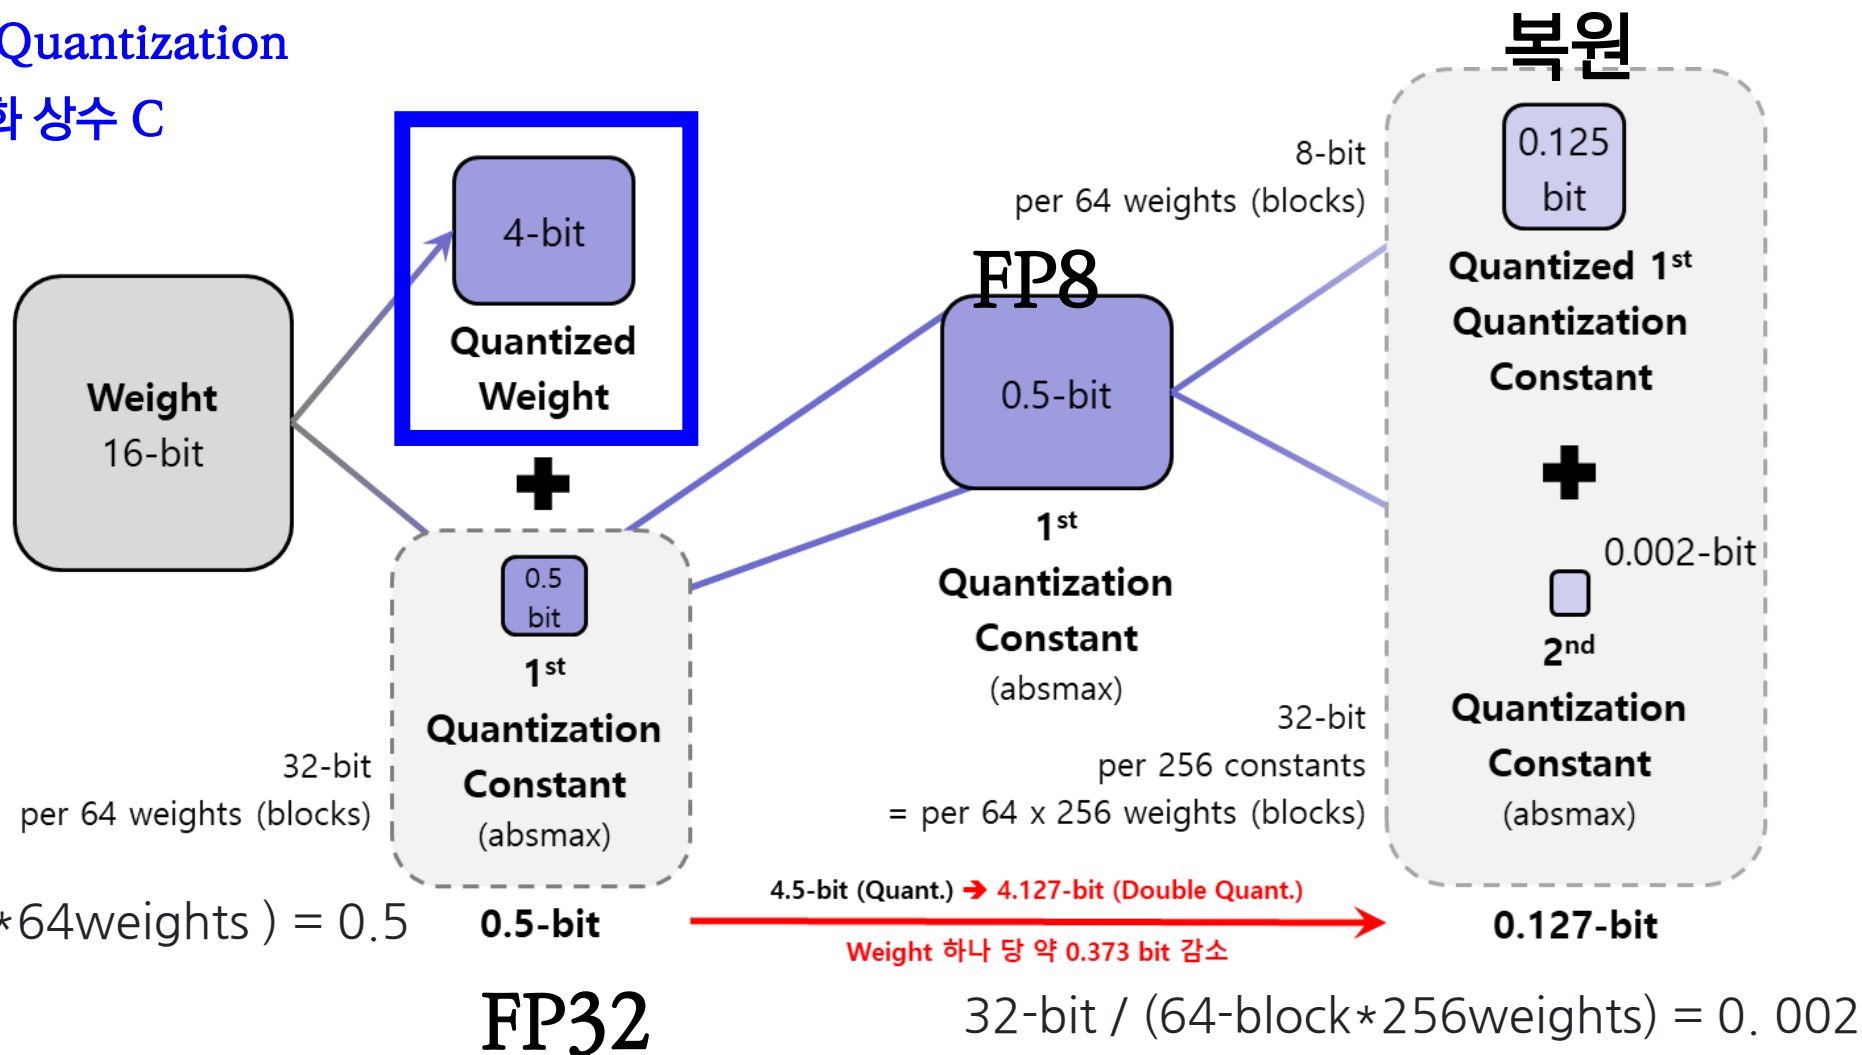 Quantization
화 상수 C
복원
4-bit
Quantized
Weight
Weight
16-bit
0.5
bit
1st
Quantization
Constant
(absmax)
32-bit
per 64 weights (blocks)
*64weights ) = 0.5
0.5-bit
FP32
FP8
0.5-bit
1st
Quantization
Constant
(absmax)
8-bit
per 64 weights (blocks)
32-bit
per 256 constants
= per 64 x 256 weights (blocks)
0.125
bit
Quantized 1st
Quantization
Constant
0.002-bit
2nd
Quantization
Constant
(absmax)
0.127-bit
4.5-bit (Quant.) ➔ 4.127-bit (Double Quant.)
Weight 하나 당 약 0.373 bit 감소
32-bit / (64-block*256weights) = 0. 002